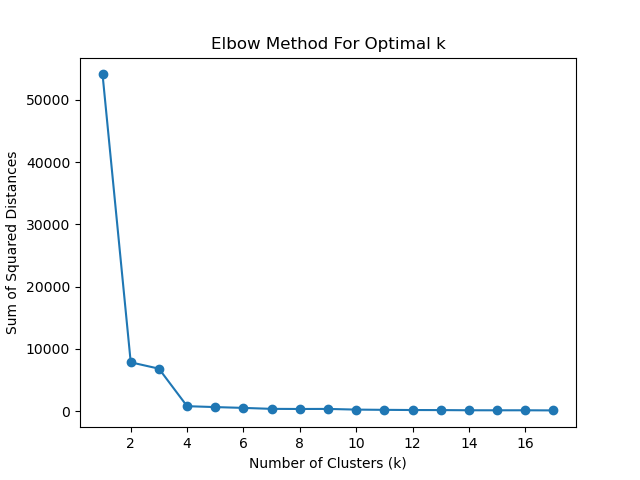 Elbow Method For Optimal k
50000
40000
30000
20000
10000
0
Sum of Squared Distances
2 4 6 8 10 12 14 16
Number of Clusters (k)